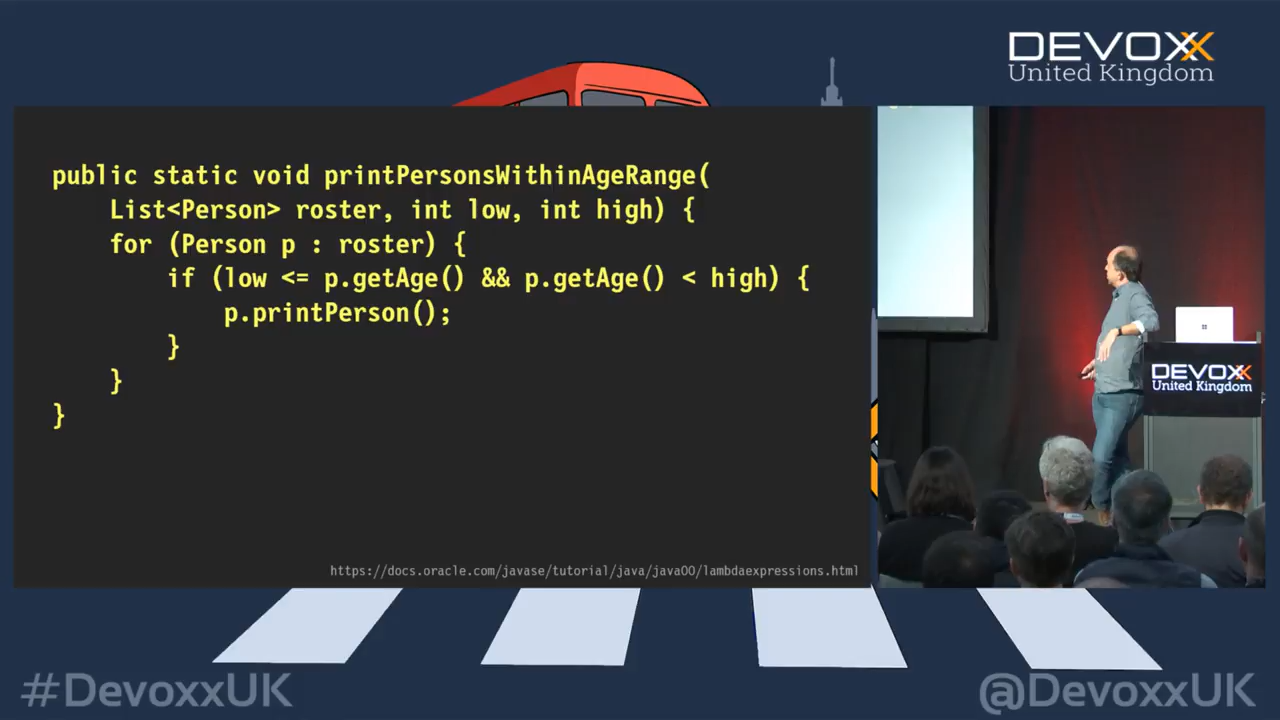 DEVOXX
United Kingdom
public static void printPersonsWithinAgeRange(
List<Person> roster, int low, int high) {
for (Person p : roster) {
if (low <= p.getAge() && p.getAge() < high) {
p.printPerson();
}
}
}
https://docs.oracle.com/javase/tutorial/java/javaOO/lambdaexpressions.html
DEVOXX
United Kingdom
#DevoxxUK
@DevoxxUK